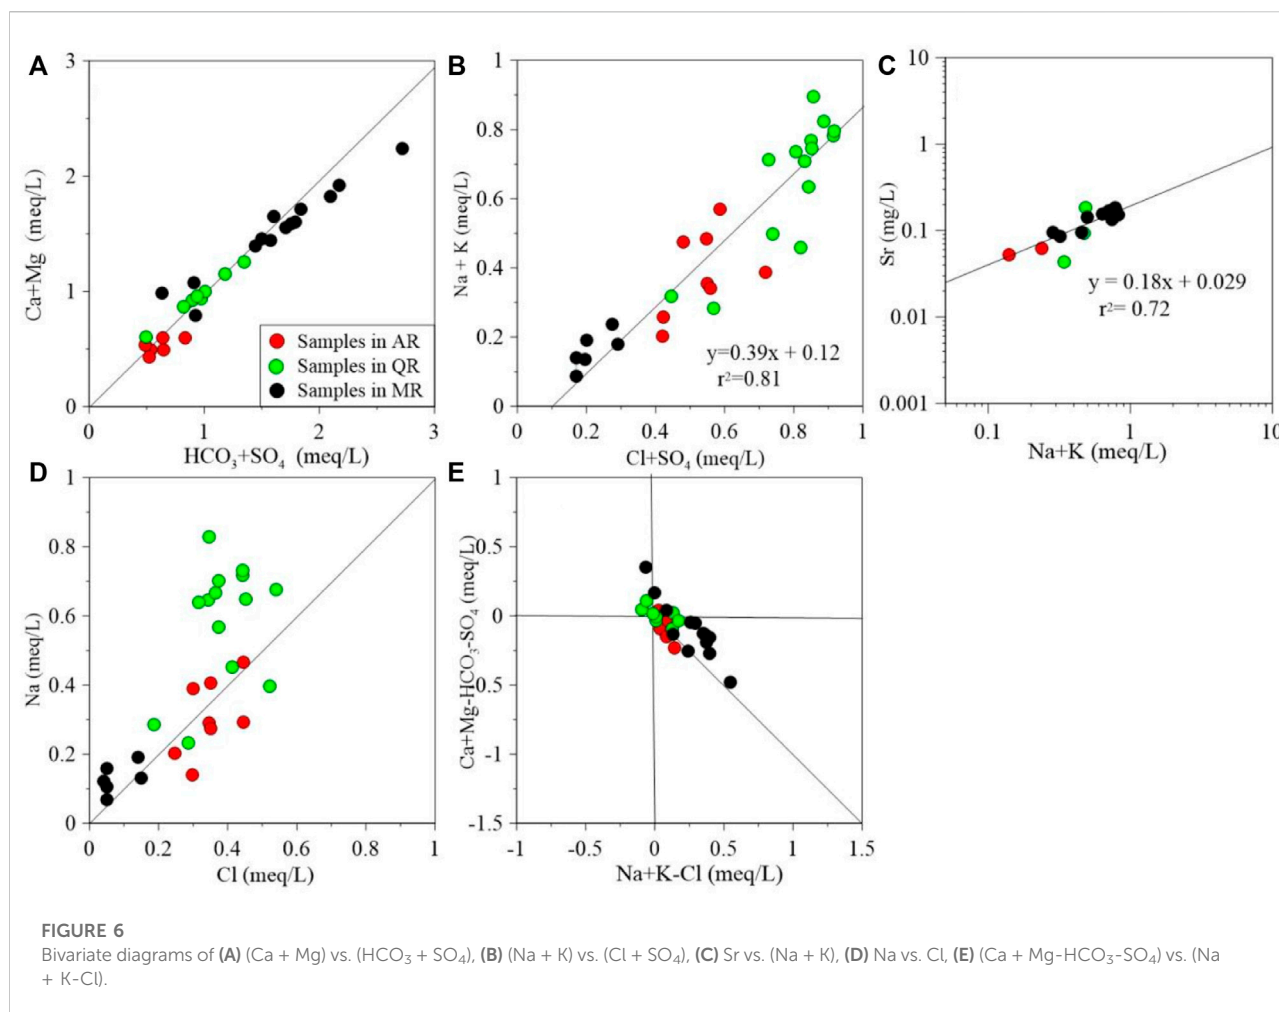 A
3
2
1
0
Ca+Mg (meq/L)
0
1
2
3
HCO₃+SO₄ (meq/L)
Samples in AR
Samples in QR
Samples in MR
B
1
0.8
0.6
0.4
0.2
0
Na + K (meq/L)
y=0.39x + 0.12
r²=0.81
0
0.2
0.4
0.6
0.8
1
Cl+SO₄ (meq/L)
C
10
1
0.1
0.01
0.001
Sr (mg/L)
y = 0.18x + 0.029
r²= 0.72
0.1
1
10
Na+K (meq/L)
D
1
0.8
0.6
0.4
0.2
0
Na (meq/L)
0
0.2
0.4
0.6
0.8
1
Cl (meq/L)
E
1
0.5
0
-0.5
-1
-1.5
Ca+Mg-HCO₃-SO₄ (meq/L)
-1
-0.5
0
0.5
1
1.5
Na+K-Cl (meq/L)
FIGURE 6
Bivariate diagrams of (A) (Ca + Mg) vs. (HCO₃ + SO₄), (B) (Na + K) vs. (Cl + SO₄), (C) Sr vs. (Na + K), (D) Na vs. Cl, (E) (Ca + Mg-HCO₃-SO₄) vs. (Na
+ K-Cl).